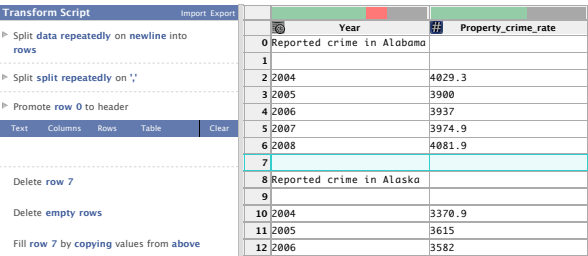 Transform Script Import Export
Split data repeatedly on newline into
rows
Split split repeatedly on ','
Promote row 0 to header
Text Columns Rows Table Clear
Delete row 7
Delete empty rows
Fill row 7 by copying values from above
Year # Property_crime_rate
0 Reported crime in Alabama
1
2 2004 4029.3
3 2005 3900
4 2006 3937
5 2007 3974.9
6 2008 4081.9
7
8 Reported crime in Alaska
9
10 2004 3370.9
11 2005 3615
12 2006 3582